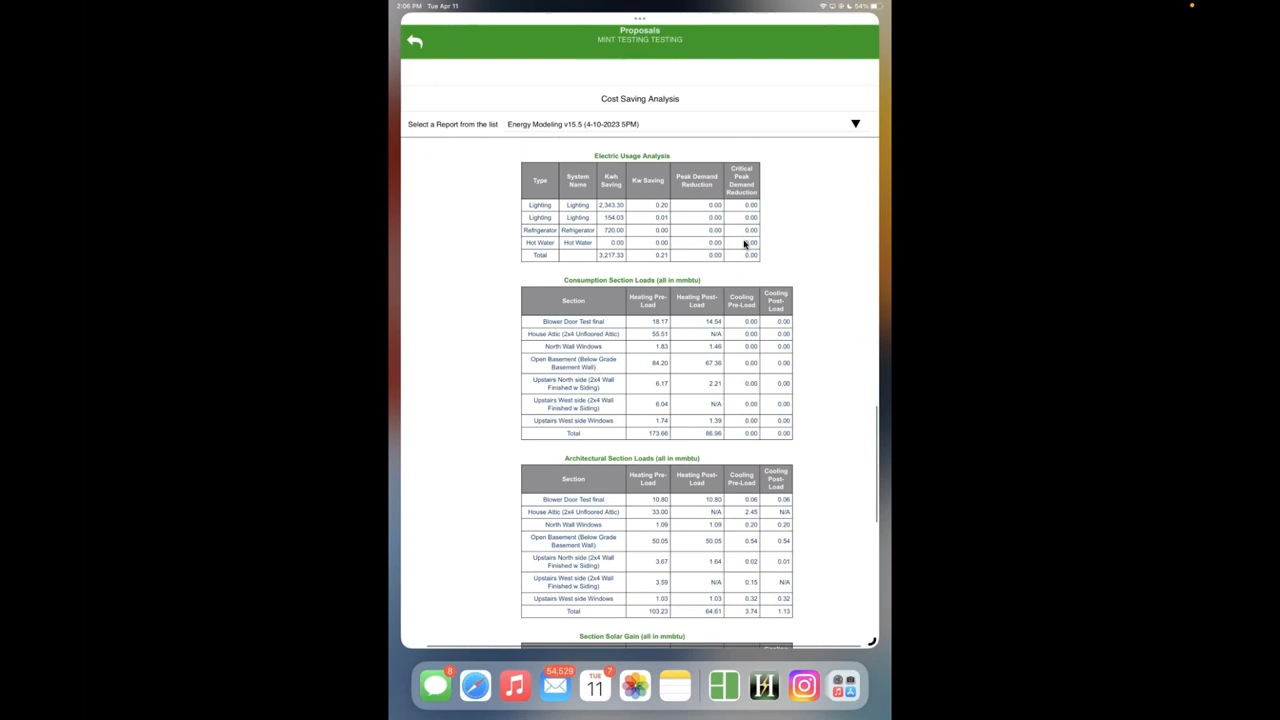 2:06 PM Tue Apr 11
54%
Proposals
MINT TESTING TESTING
Cost Saving Analysis
Select a Report from the list Energy Modeling v15.5 (4-10-2023 5PM)
Electric Usage Analysis
Type System Name Kwh Saving Kw Saving Peak Demand Reduction Critical Peak Demand Reduction
Lighting Lighting 2,343.30 0.20 0.00 0.00
Lighting Lighting 154.03 0.01 0.00 0.00
Refrigerator Refrigerator 720.00 0.00 0.00 0.00
Hot Water Hot Water 0.00 0.00 0.00 0.00
Total 3,217.33 0.21 0.00 0.00
Consumption Section Loads (all in mmbtu)
Section Heating Pre-Load Heating Post-Load Cooling Pre-Load Cooling Post-Load
Blower Door Test final 18.17 14.54 0.00 0.00
House Attic (2x4 Unfloored Attic) 55.51 N/A 0.00 0.00
North Wall Windows 1.83 1.46 0.00 0.00
Open Basement (Below Grade Basement Wall) 84.20 67.36 0.00 0.00
Upstairs North side (2x4 Wall Finished w Siding) 6.17 2.21 0.00 0.00
Upstairs West side (2x4 Wall Finished w Siding) 6.04 N/A 0.00 0.00
Upstairs West side Windows 1.74 1.39 0.00 0.00
Total 173.66 86.96 0.00 0.00
Architectural Section Loads (all in mmbtu)
Section Heating Pre-Load Heating Post-Load Cooling Pre-Load Cooling Post-Load
Blower Door Test final 10.80 10.80 0.06 0.06
House Attic (2x4 Unfloored Attic) 33.00 N/A 2.45 N/A
North Wall Windows 1.09 1.09 0.20 0.20
Open Basement (Below Grade Basement Wall) 50.05 50.05 0.54 0.54
Upstairs North side (2x4 Wall Finished w Siding) 3.67 1.64 0.02 0.01
Upstairs West side (2x4 Wall Finished w Siding) 3.59 N/A 0.15 N/A
Upstairs West side Windows 1.03 1.03 0.32 0.32
Total 103.23 64.61 3.74 1.13
Section Solar Gain (all in mmbtu)
8
54,529
7
TUE
11